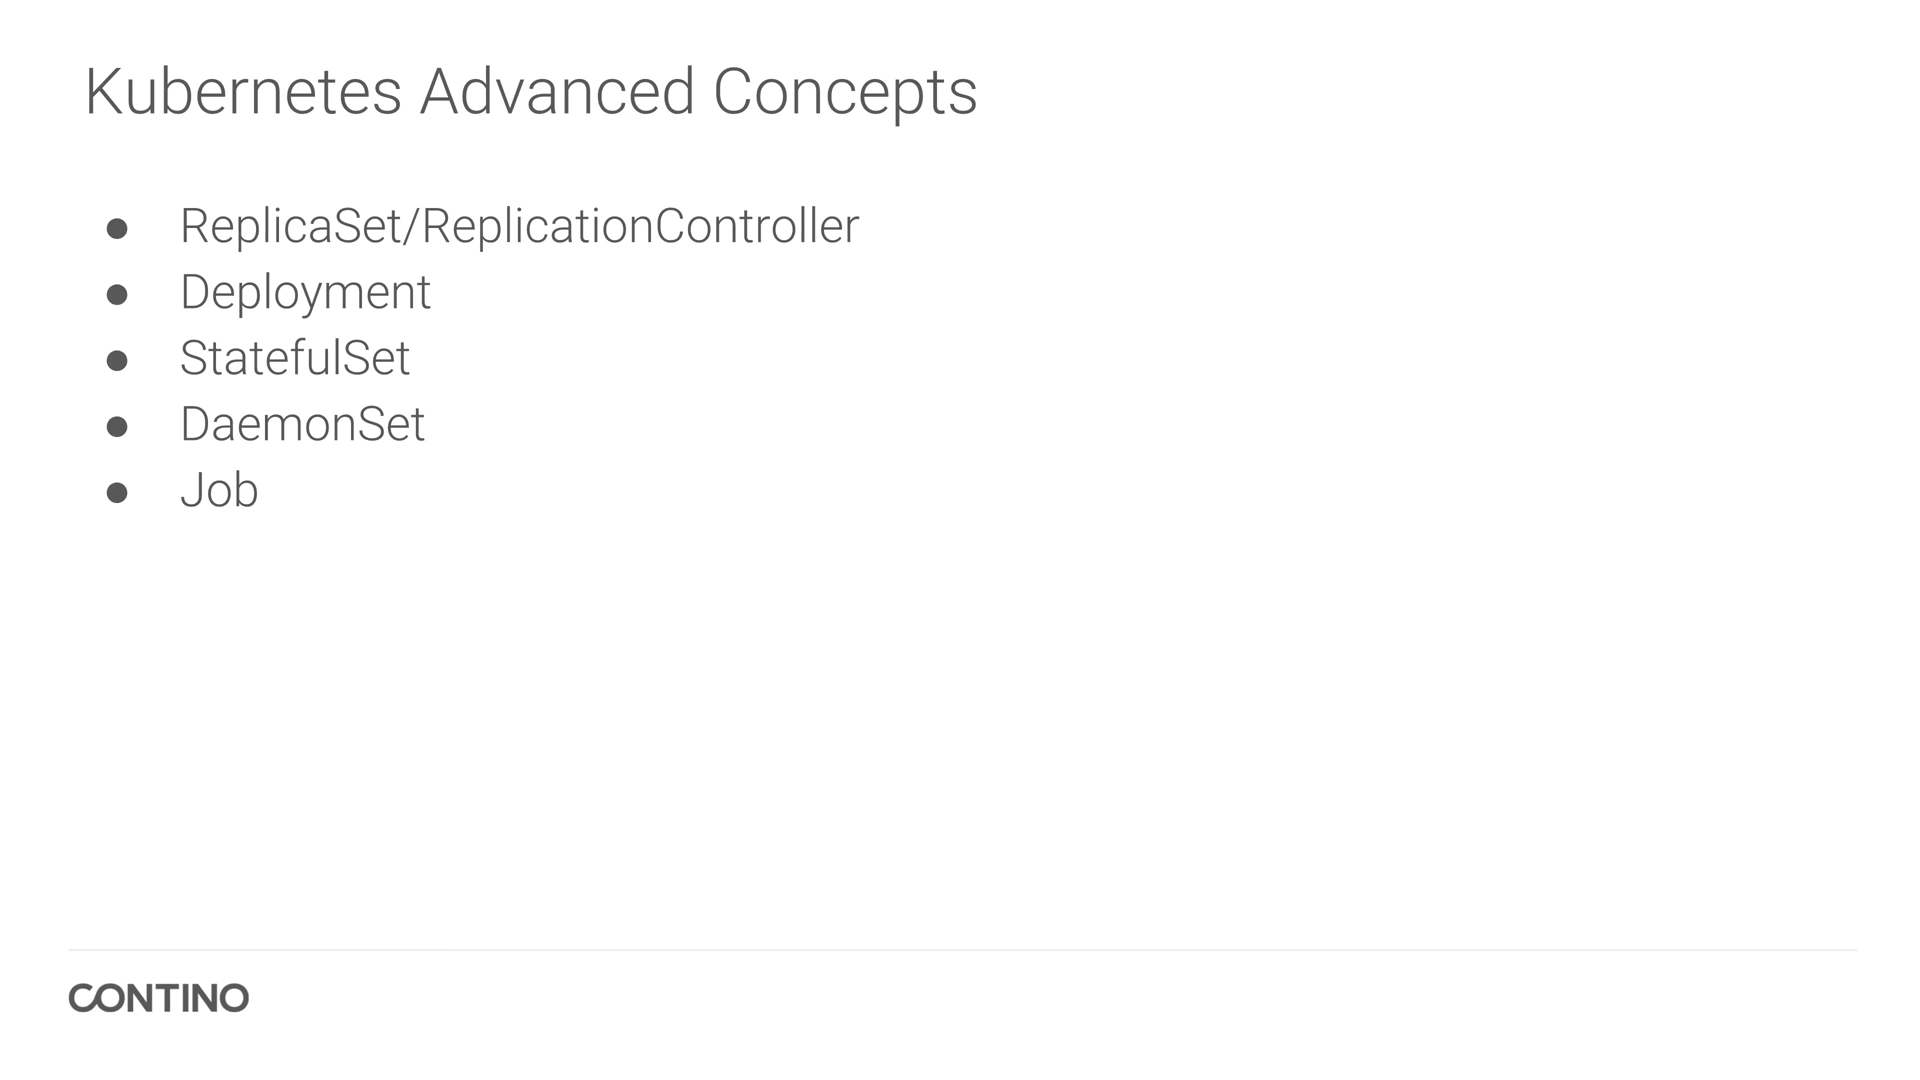 Kubernetes Advanced Concepts
● ReplicaSet/ReplicationController
● Deployment
● StatefulSet
● DaemonSet
● Job
CONTINO